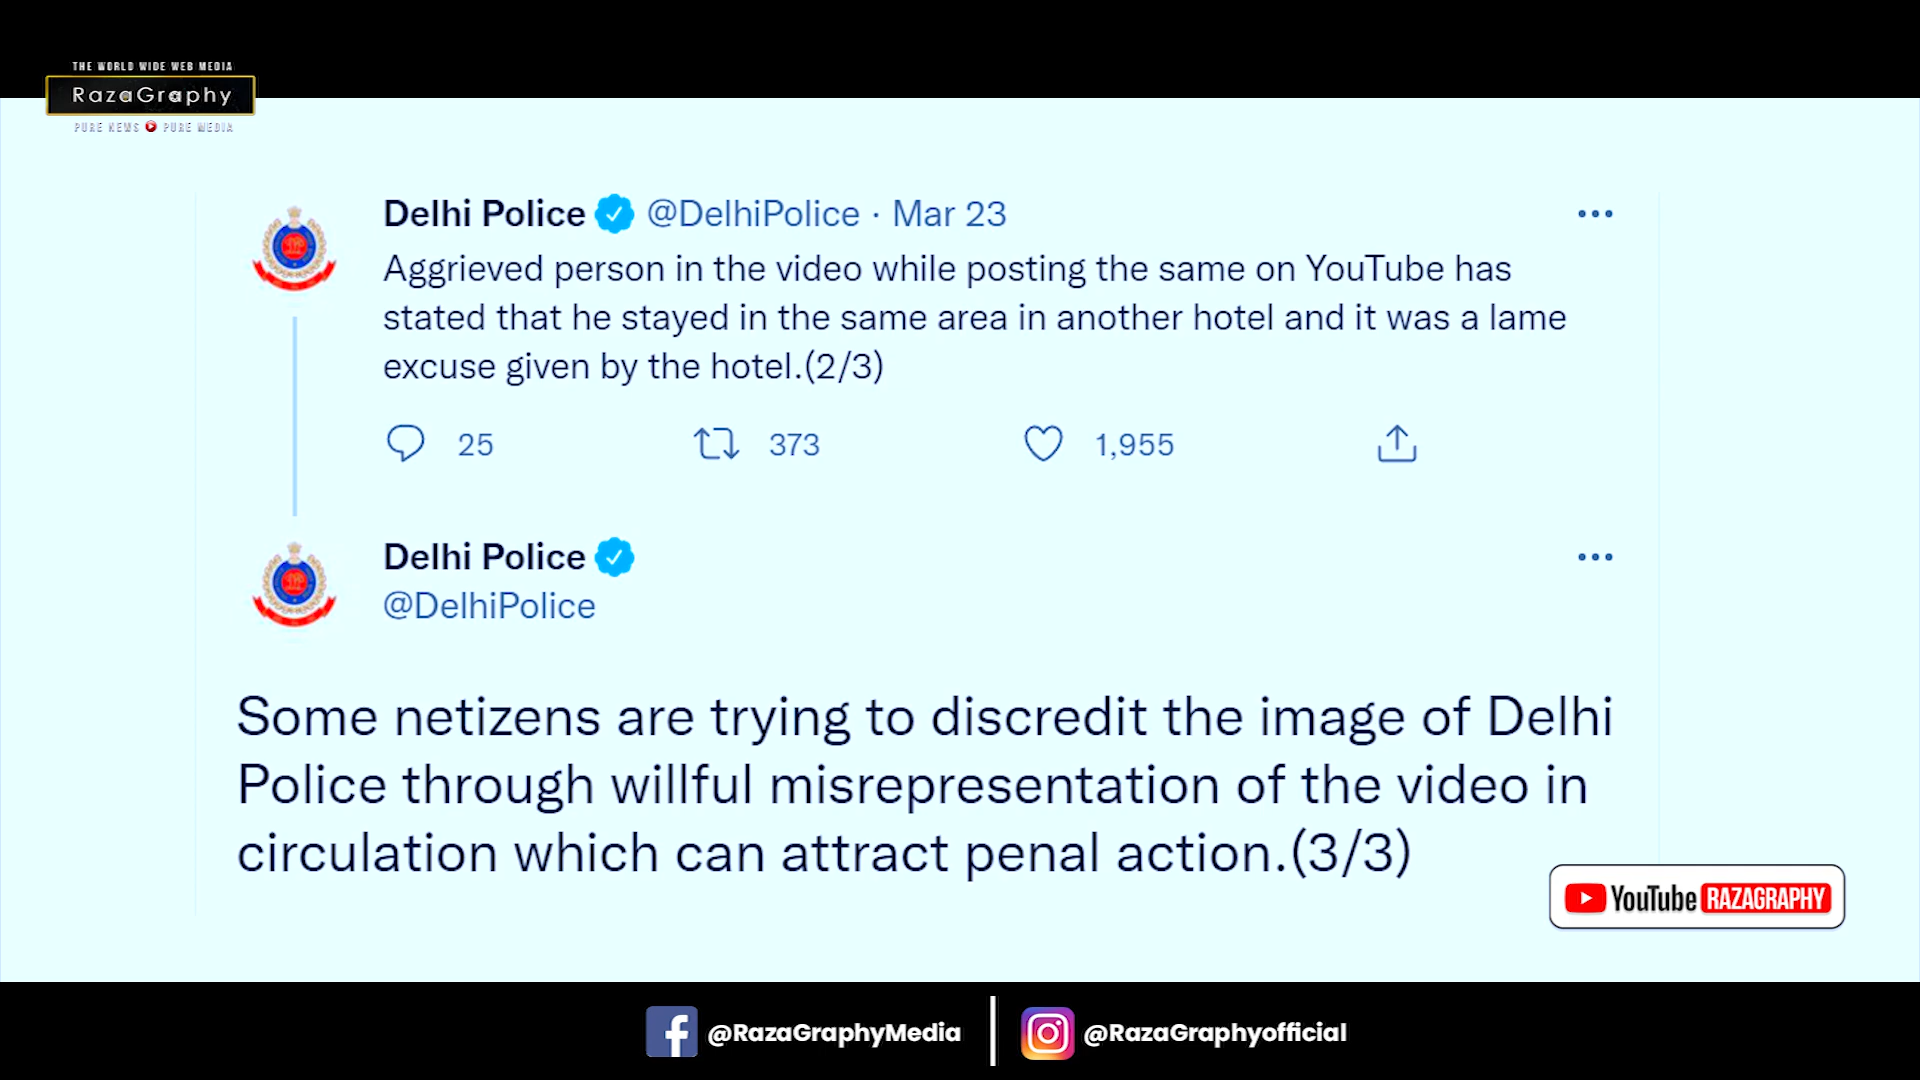 THE WORLD WIDE WEB MEDIA
RazaGraphy
PURE NEWS PURE MEDIA
Delhi Police @DelhiPolice · Mar 23
Aggrieved person in the video while posting the same on YouTube has
stated that he stayed in the same area in another hotel and it was a lame
excuse given by the hotel.(2/3)
25 373 1,955
Delhi Police
@DelhiPolice
Some netizens are trying to discredit the image of Delhi
Police through willful misrepresentation of the video in
circulation which can attract penal action.(3/3)
YouTube RAZAGRAPHY
@RazaGraphyMedia @RazaGraphyofficial